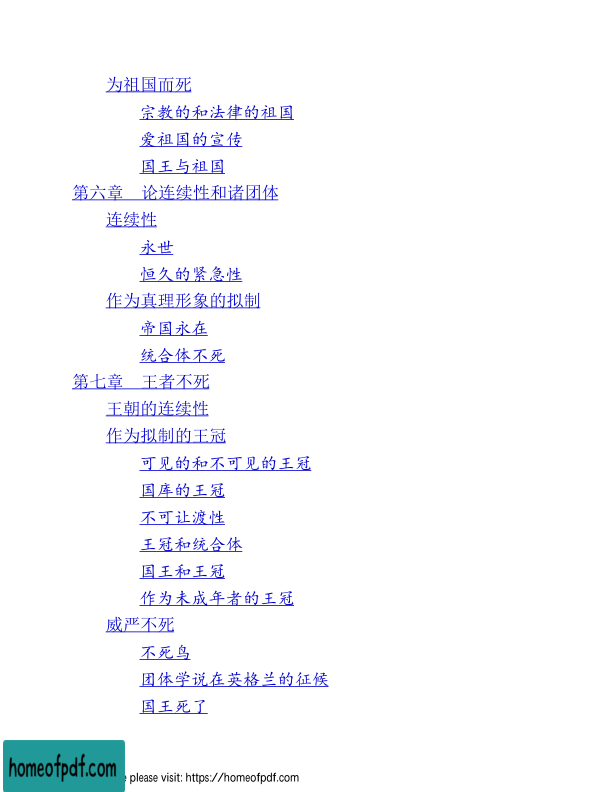 为祖国而死
宗教的和法律的祖国
爱祖国的宣传
国王与祖国
第六章　论连续性和诸团体
连续性
永世
恒久的紧急性
作为真理形象的拟制
帝国永在
统合体不死
第七章　王者不死
王朝的连续性
作为拟制的王冠
可见的和不可见的王冠
国库的王冠
不可让渡性
王冠和统合体
国王和王冠
作为未成年者的王冠
威严不死
不死鸟
团体学说在英格兰的征候
国王死了
homeofpdf.com
please visit: https://homeofpdf.com